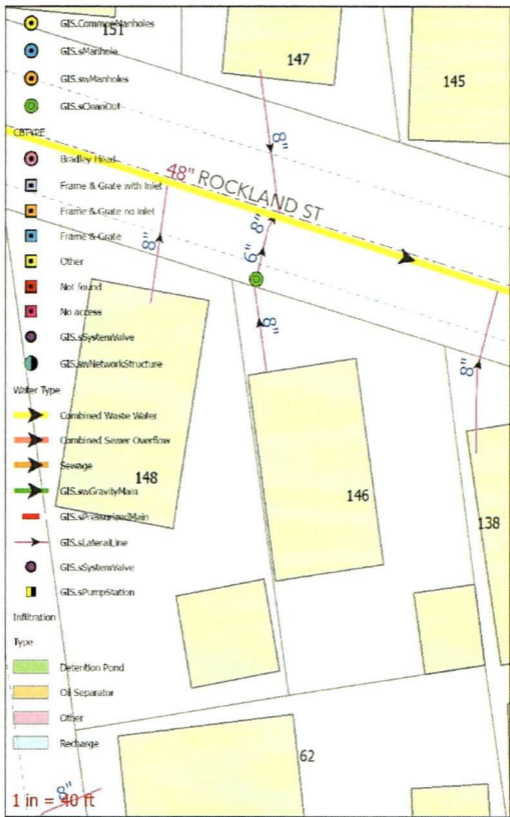 GIS.CommonManholes
GIS.sManhole
GIS.swManholes
GIS.sCleanOut
CBTYPE
Bradley Head
Frame & Grate with Inlet
Frame & Grate no inlet
Frame & Grate
Other
Not found
No access
GIS.sSystemValve
GIS.swNetworkStructure
Water Type
Combined Waste Water
Combined Sewer Overflow
Sewage
GIS.swGravityMain
GIS.sPressurizedMain
GIS.sLateralLine
GIS.sSystemValve
GIS.sPumpStation
Infiltration
Type
Detention Pond
Oil Separator
Other
Recharge
1 in = 40 ft
151
147
145
8"
48" ROCKLAND ST
8"
8"
6"
8"
8"
148
146
138
62
8"